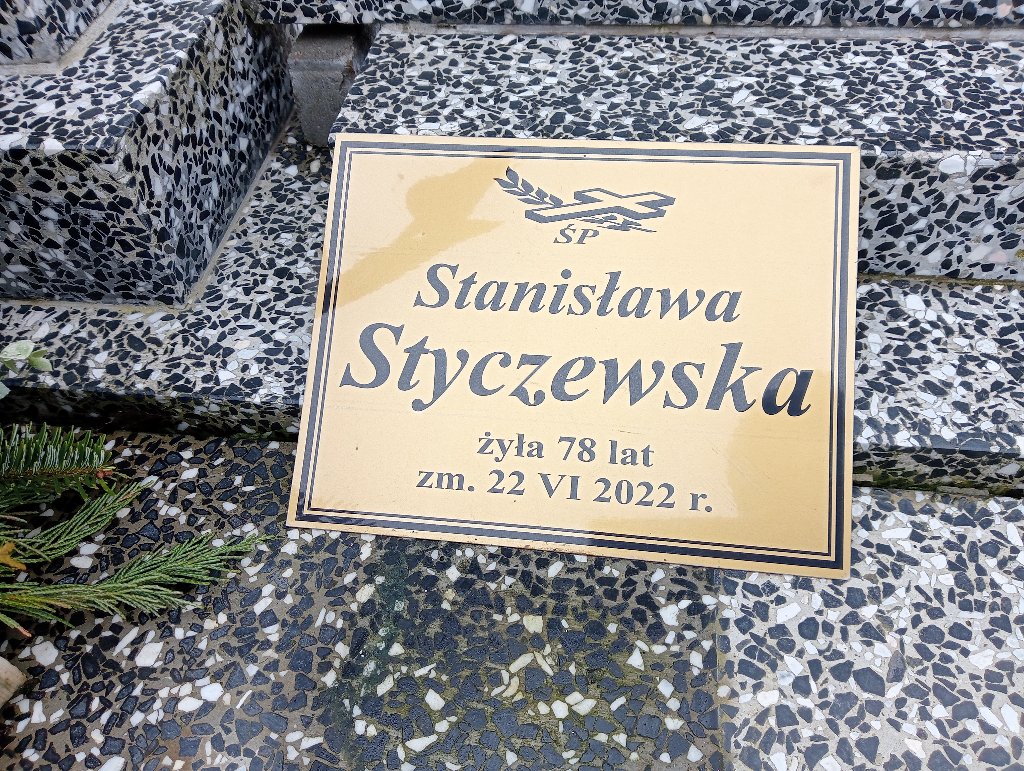 ŚP
Stanisława
Styczewska
żyła 78 lat
zm. 22 VI 2022 r.